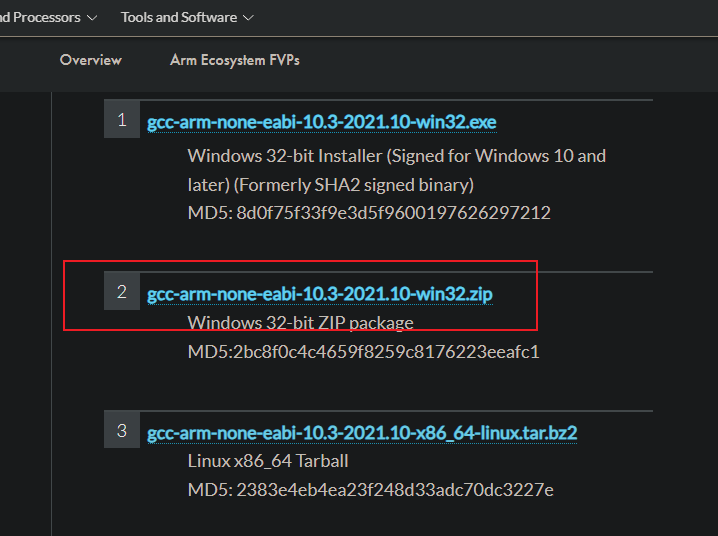 nd Processors Tools and Software
Overview Arm Ecosystem FVPs
1 gcc-arm-none-eabi-10.3-2021.10-win32.exe
Windows 32-bit Installer (Signed for Windows 10 and
later) (Formerly SHA2 signed binary)
MD5: 8d0f75f33f9e3d5f9600197626297212
2 gcc-arm-none-eabi-10.3-2021.10-win32.zip
Windows 32-bit ZIP package
MD5:2bc8f0c4c4659f8259c8176223eeafc1
3 gcc-arm-none-eabi-10.3-2021.10-x86_64-linux.tar.bz2
Linux x86_64 Tarball
MD5: 2383e4eb4ea23f248d33adc70dc3227e